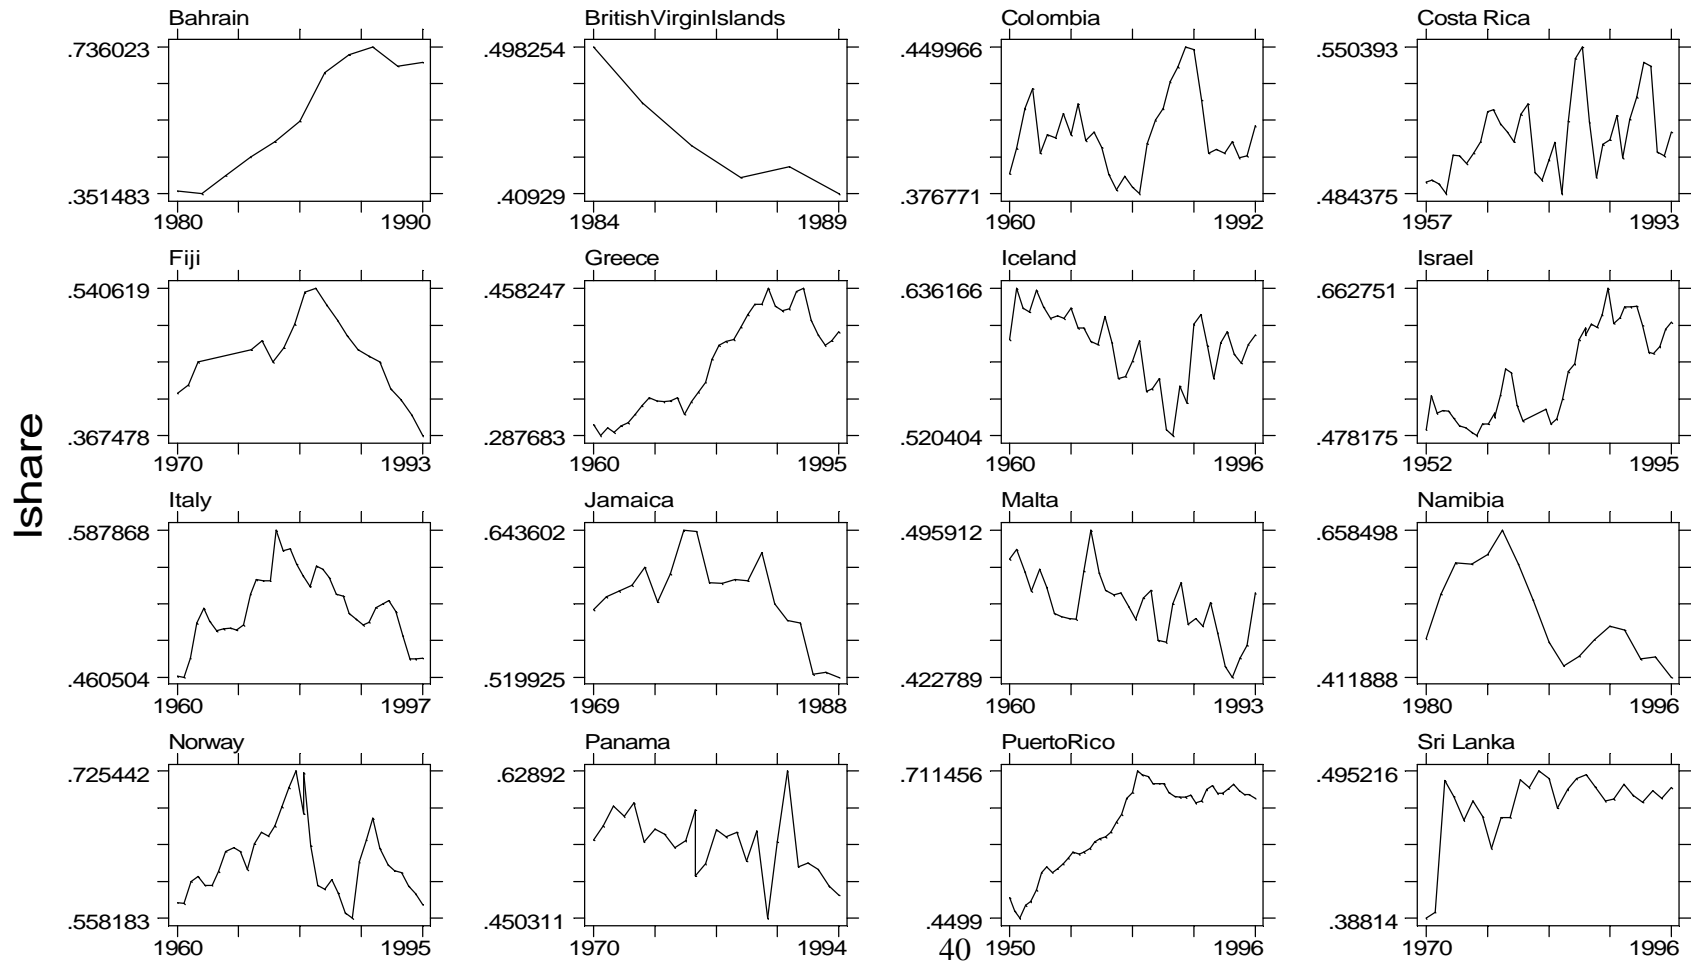 Ishare
Bahrain
.736023
.351483
1980 1990
BritishVirginIslands
.498254
.40929
1984 1989
Colombia
.449966
.376771
1960 1992
Costa Rica
.550393
.484375
1957 1993
Fiji
.540619
.367478
1970 1993
Greece
.458247
.287683
1960 1995
Iceland
.636166
.520404
1960 1996
Israel
.662751
.478175
1952 1995
Italy
.587868
.460504
1960 1997
Jamaica
.643602
.519925
1969 1988
Malta
.495912
.422789
1960 1993
Namibia
.658498
.411888
1980 1996
Norway
.725442
.558183
1960 1995
Panama
.62892
.450311
1970 1994
PuertoRico
.711456
.4499
1950 1996
Sri Lanka
.495216
.38814
1970 1996
40